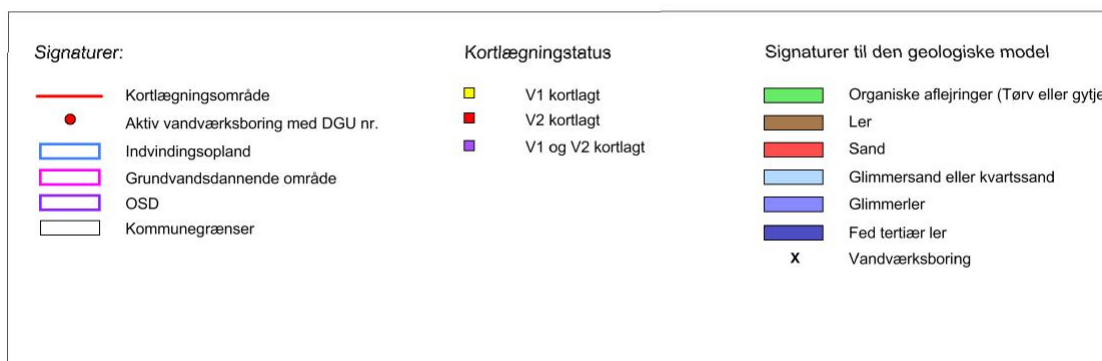 Signaturer:
Kortlægningsområde
Aktiv vandværksboring med DGU nr.
Indvindingsopland
Grundvandsdannende område
OSD
Kommunegrænser
Kortlægningstatus
V1 kortlagt
V2 kortlagt
V1 og V2 kortlagt
Signaturer til den geologiske model
Organiske aflejringer (Tørv eller gytje
Ler
Sand
Glimmersand eller kvartssand
Glimmerler
Fed tertiær ler
X Vandværksboring